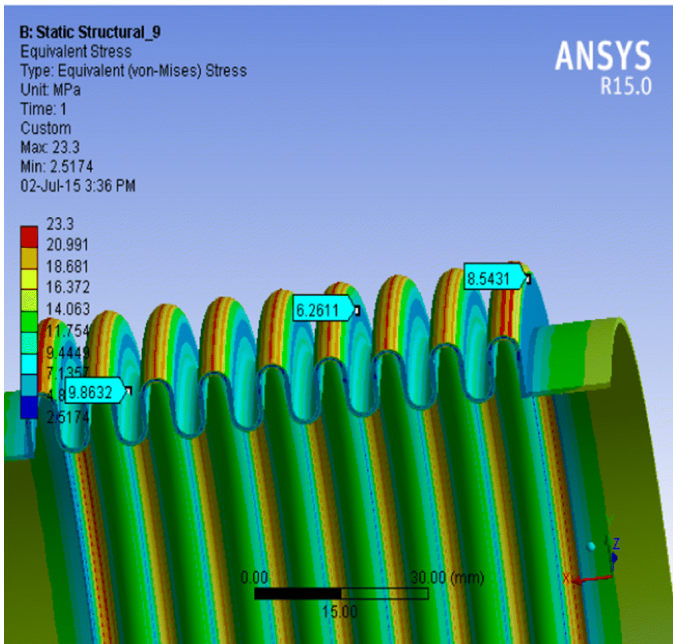 B: Static Structural_9
Equivalent Stress
Type: Equivalent (von-Mises) Stress
Unit: MPa
Time: 1
Custom
Max: 23.3
Min: 2.5174
02-Jul-15 3:36 PM
ANSYS
R15.0
23.3
20.991
18.681
16.372
14.063
11.754
9.4449
7.1357
2.5174
8.5431
6.2611
9.8632
0.00
30.00 (mm)
15.00
Z
X